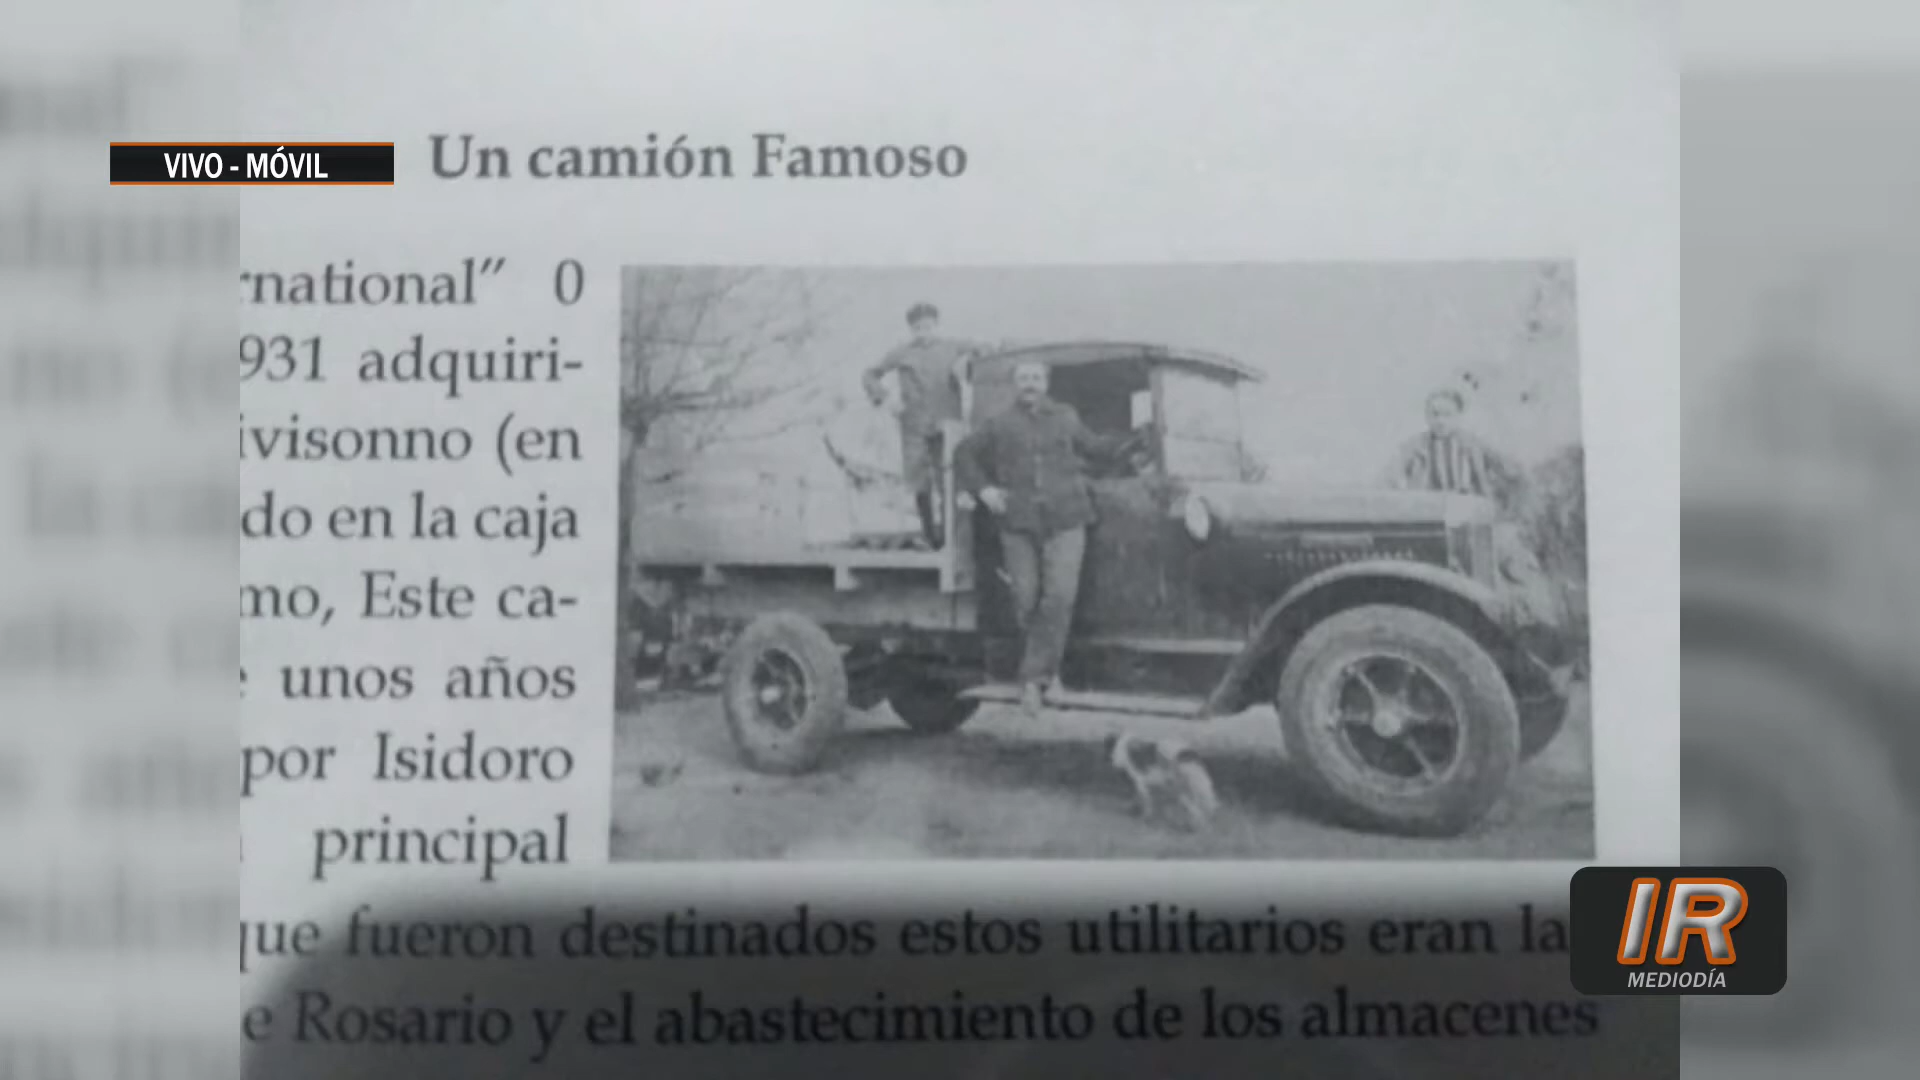 VIVO - MÓVIL
Un camión Famoso
rnational” 0
931 adquiri-
ivisonno (en
do en la caja
mo, Este ca-
unos años
por Isidoro
principal
que fueron destinados estos utilitarios eran la
e Rosario y el abastecimiento de los almacenes
IR
MEDIODÍA